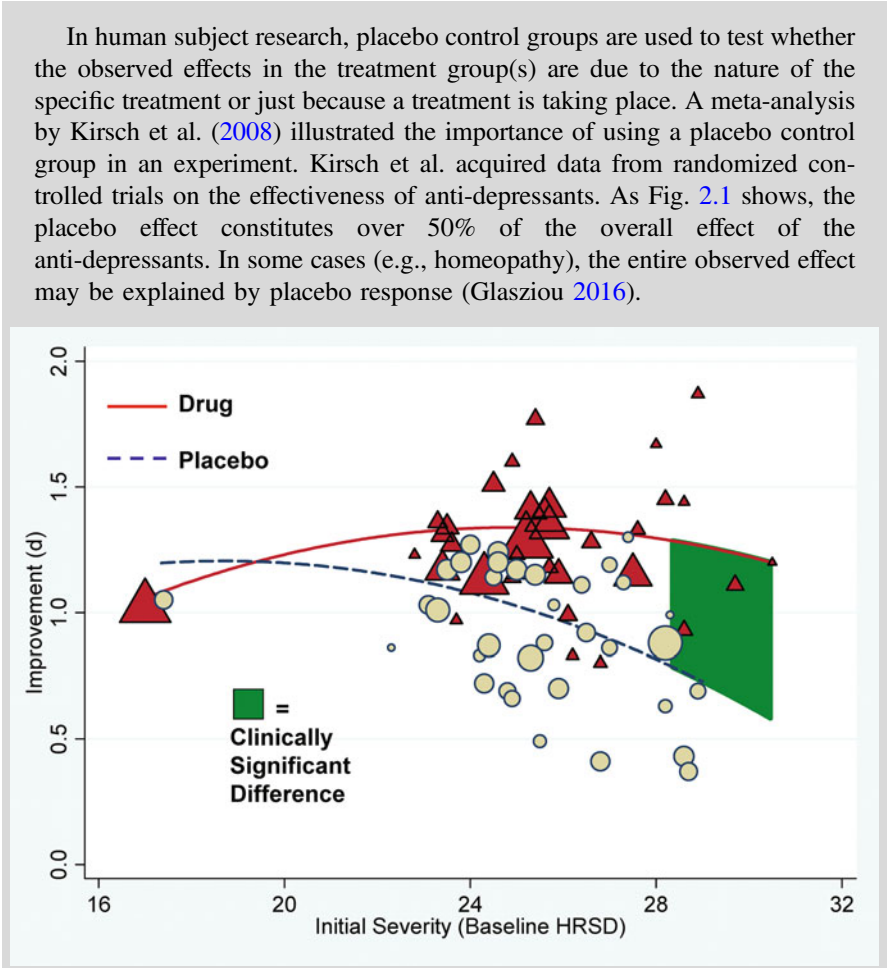 In human subject research, placebo control groups are used to test whether
the observed effects in the treatment group(s) are due to the nature of the
specific treatment or just because a treatment is taking place. A meta-analysis
by Kirsch et al. (2008) illustrated the importance of using a placebo control
group in an experiment. Kirsch et al. acquired data from randomized con-
trolled trials on the effectiveness of anti-depressants. As Fig. 2.1 shows, the
placebo effect constitutes over 50% of the overall effect of the
anti-depressants. In some cases (e.g., homeopathy), the entire observed effect
may be explained by placebo response (Glasziou 2016).
2.0
1.5
1.0
0.5
0.0
Improvement (d)
Drug
Placebo
=
Clinically
Significant
Difference
16 20 24 28 32
Initial Severity (Baseline HRSD)